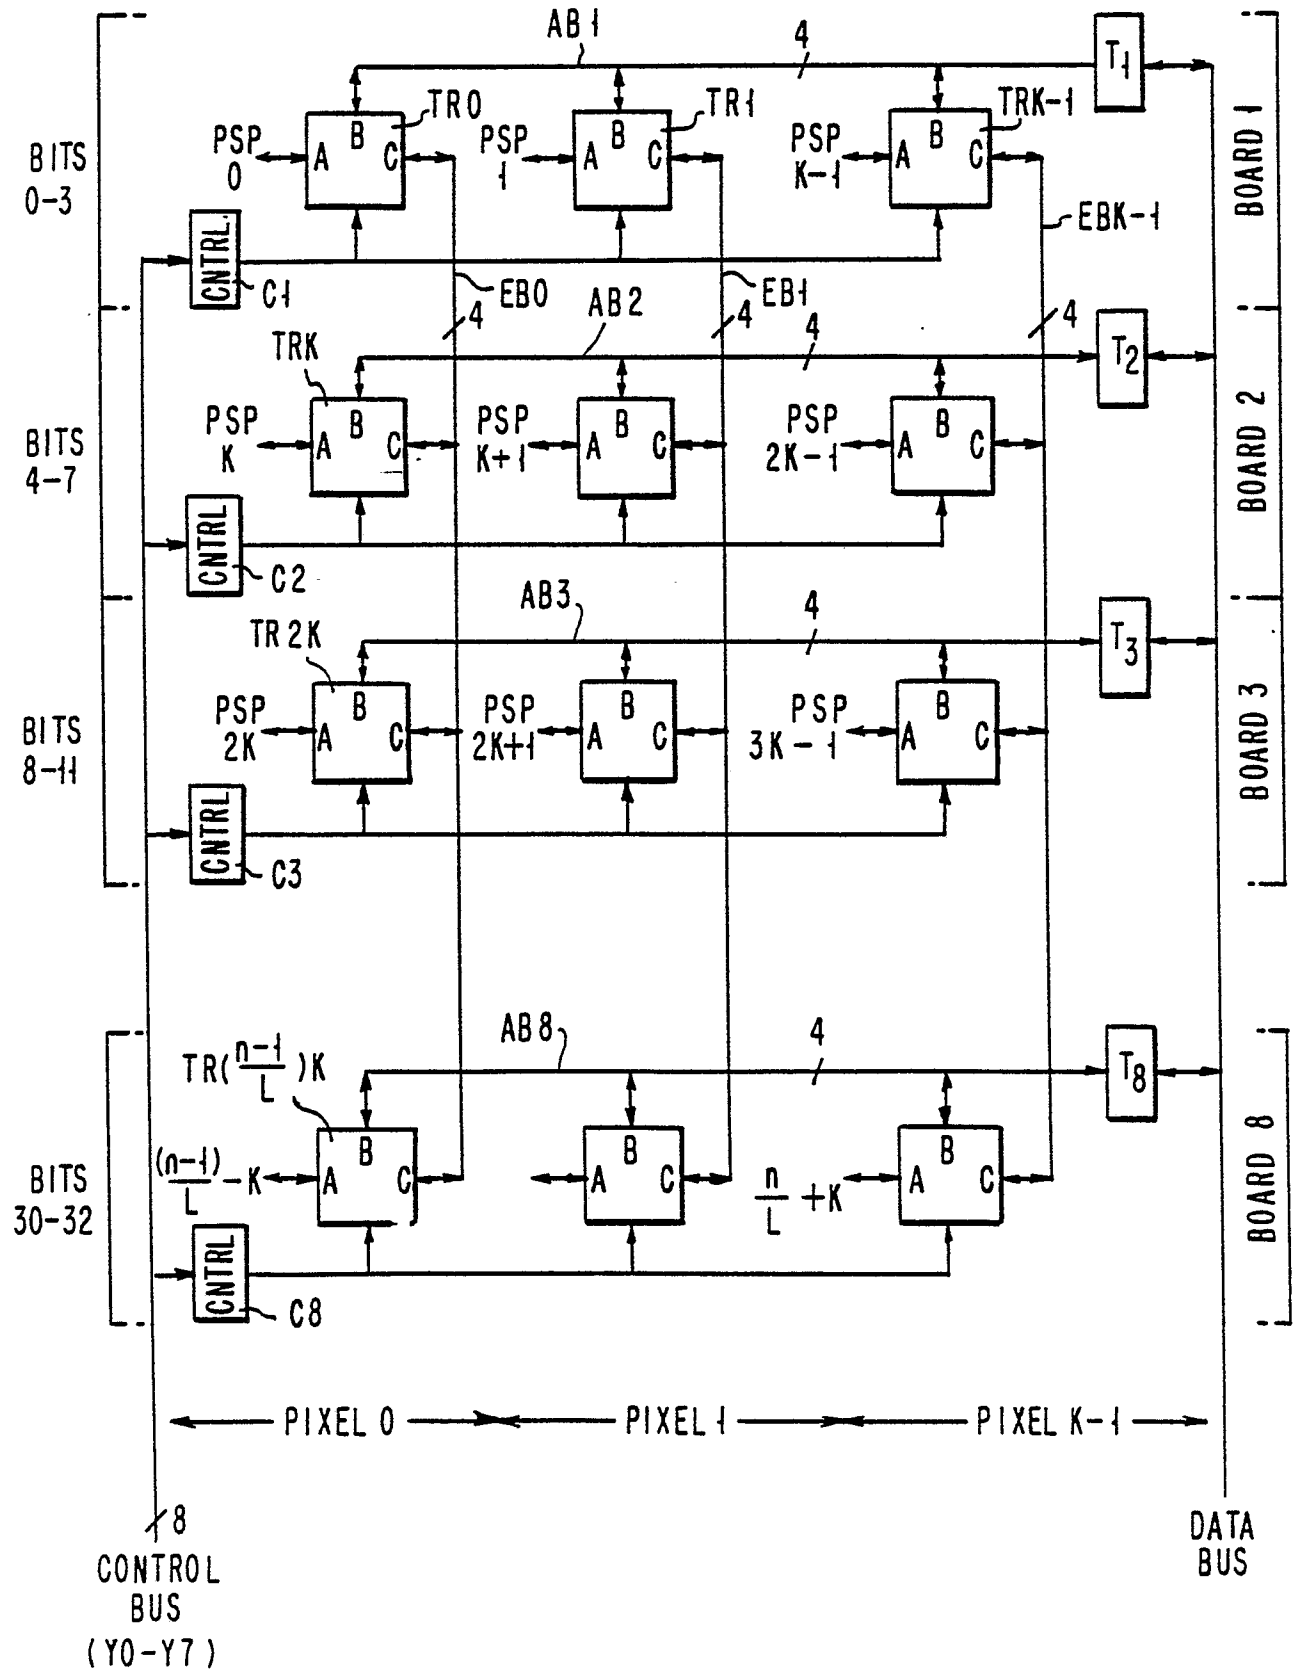 AB1
4
T1
TR0
TR1
TRK-1
BITS
0-3
PSP
0
A
B
C
PSP
1
A
B
C
PSP
K-1
A
B
C
BOARD 1
EBK-1
CNTRL.
C1
EB0
EB1
4
4
4
AB2
4
T2
TRK
BITS
4-7
PSP
K
A
B
C
PSP
K+1
A
B
C
PSP
2K-1
A
B
C
BOARD 2
CNTRL
C2
AB3
4
T3
TR2K
BITS
8-11
PSP
2K
A
B
C
PSP
2K+1
A
B
C
PSP
3K-1
A
B
C
BOARD 3
CNTRL
C3
AB8
4
T8
TR(n-1/L)K
BITS
30-32
(n-1)/L-K
A
B
C
A
B
C
n/L+K
A
B
C
BOARD 8
CNTRL
C8
PIXEL 0
PIXEL 1
PIXEL K-1
8
CONTROL
BUS
(Y0-Y7)
DATA
BUS